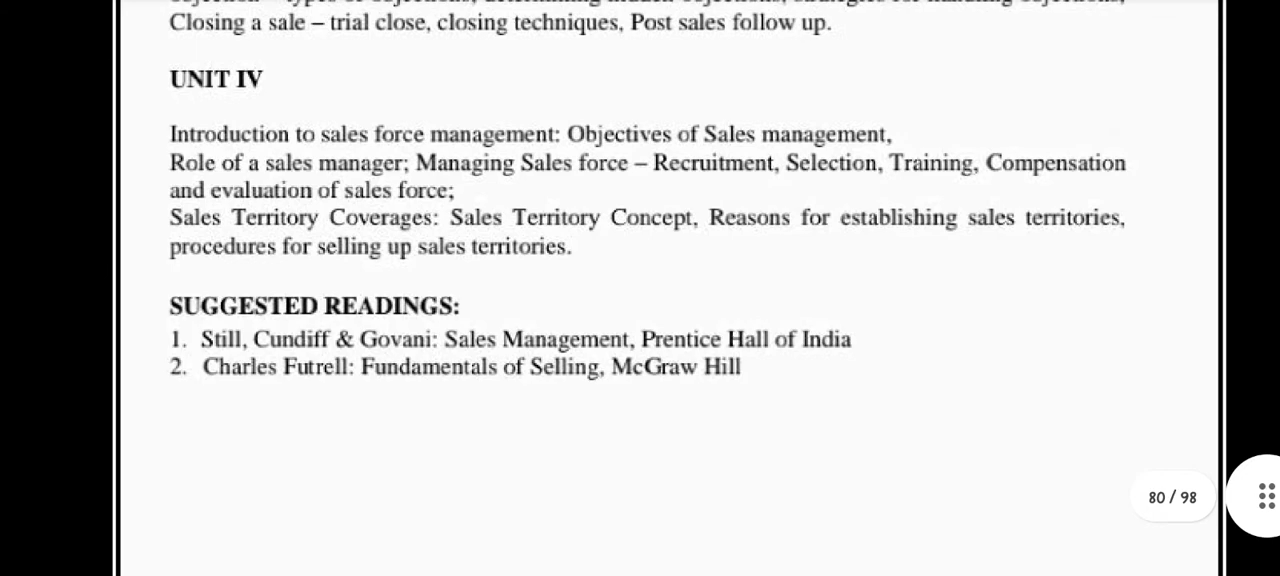 Closing a sale – trial close, closing techniques, Post sales follow up.
UNIT IV
Introduction to sales force management: Objectives of Sales management,
Role of a sales manager; Managing Sales force – Recruitment, Selection, Training, Compensation
and evaluation of sales force;
Sales Territory Coverages: Sales Territory Concept, Reasons for establishing sales territories,
procedures for selling up sales territories.
SUGGESTED READINGS:
1. Still, Cundiff & Govani: Sales Management, Prentice Hall of India
2. Charles Futrell: Fundamentals of Selling, McGraw Hill
80 / 98